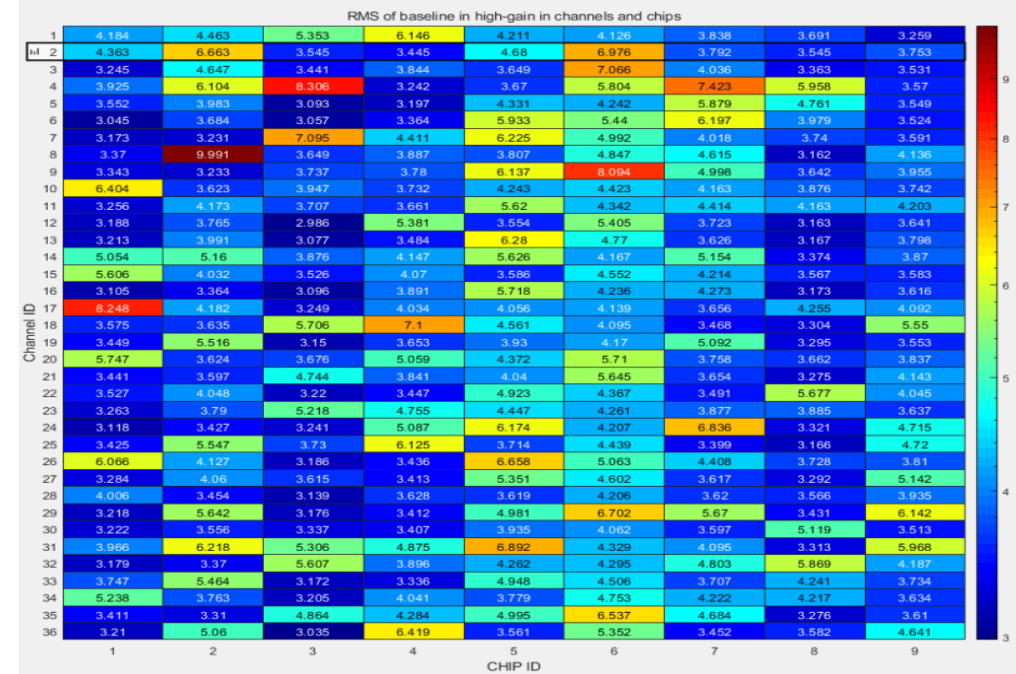 RMS of baseline in high-gain in channels and chips
1 4.184 4.463 5.353 6.146 4.211 4.126 3.838 3.691 3.259
2 4.363 6.663 3.545 3.445 4.68 6.976 3.792 3.545 3.753
3 3.245 4.647 3.441 3.844 3.649 7.066 4.036 3.363 3.531
4 3.925 6.104 8.306 3.242 3.67 5.804 7.423 5.958 3.57
5 3.552 3.983 3.093 3.197 4.331 4.242 5.879 4.761 3.549
6 3.045 3.684 3.057 3.364 5.933 5.44 6.197 3.979 3.524
7 3.173 3.231 7.095 4.411 6.225 4.992 4.018 3.74 3.591
8 3.37 9.991 3.649 3.887 3.807 4.847 4.615 3.162 4.136
9 3.343 3.233 3.737 3.78 6.137 8.094 4.998 3.642 3.955
10 6.404 3.623 3.947 3.732 4.243 4.423 4.163 3.876 3.742
11 3.256 4.173 3.707 3.661 5.62 4.342 4.414 4.163 4.203
12 3.188 3.765 2.986 5.381 3.554 5.405 3.723 3.163 3.641
13 3.213 3.991 3.077 3.484 6.28 4.77 3.626 3.167 3.798
14 5.054 5.16 3.876 4.147 5.626 4.167 5.154 3.374 3.87
15 5.606 4.032 3.526 4.07 3.586 4.552 4.214 3.567 3.583
16 3.105 3.364 3.096 3.891 5.718 4.236 4.273 3.173 3.616
17 8.248 4.182 3.249 4.034 4.056 4.139 3.656 4.255 4.092
18 3.575 3.635 5.706 7.1 4.561 4.095 3.468 3.304 5.55
19 3.449 5.516 3.15 3.653 3.93 4.17 5.092 3.295 3.553
20 5.747 3.624 3.676 5.059 4.372 5.71 3.758 3.662 3.837
21 3.441 3.597 4.744 3.841 4.04 5.645 3.654 3.275 4.143
22 3.527 4.048 3.22 3.447 4.923 4.367 3.491 5.677 4.045
23 3.263 3.79 5.218 4.755 4.447 4.261 3.877 3.885 3.637
24 3.118 3.427 3.241 5.087 6.174 4.207 6.836 3.321 4.715
25 3.425 5.547 3.73 6.125 3.714 4.439 3.399 3.166 4.72
26 6.066 4.127 3.186 3.436 6.658 5.063 4.408 3.728 3.81
27 3.284 4.06 3.615 3.413 5.351 4.602 3.617 3.292 5.142
28 4.006 3.454 3.139 3.628 3.619 4.206 3.62 3.566 3.935
29 3.218 5.642 3.176 3.412 4.981 6.702 5.67 3.431 6.142
30 3.222 3.556 3.337 3.407 3.935 4.062 3.597 5.119 3.513
31 3.966 6.218 5.306 4.875 6.892 4.329 4.095 3.313 5.968
32 3.179 3.37 5.607 3.896 4.262 4.295 4.803 5.869 4.187
33 3.747 5.464 3.172 3.336 4.948 4.506 3.707 4.241 3.734
34 5.238 3.763 3.205 4.041 3.779 4.753 4.222 4.217 3.634
35 3.411 3.31 4.864 4.284 4.995 6.537 4.684 3.276 3.61
36 3.21 5.06 3.035 6.419 3.561 5.352 3.452 3.582 4.641
1 2 3 4 5 6 7 8 9
CHIP ID
Channel ID
9
8
7
6
5
4
3